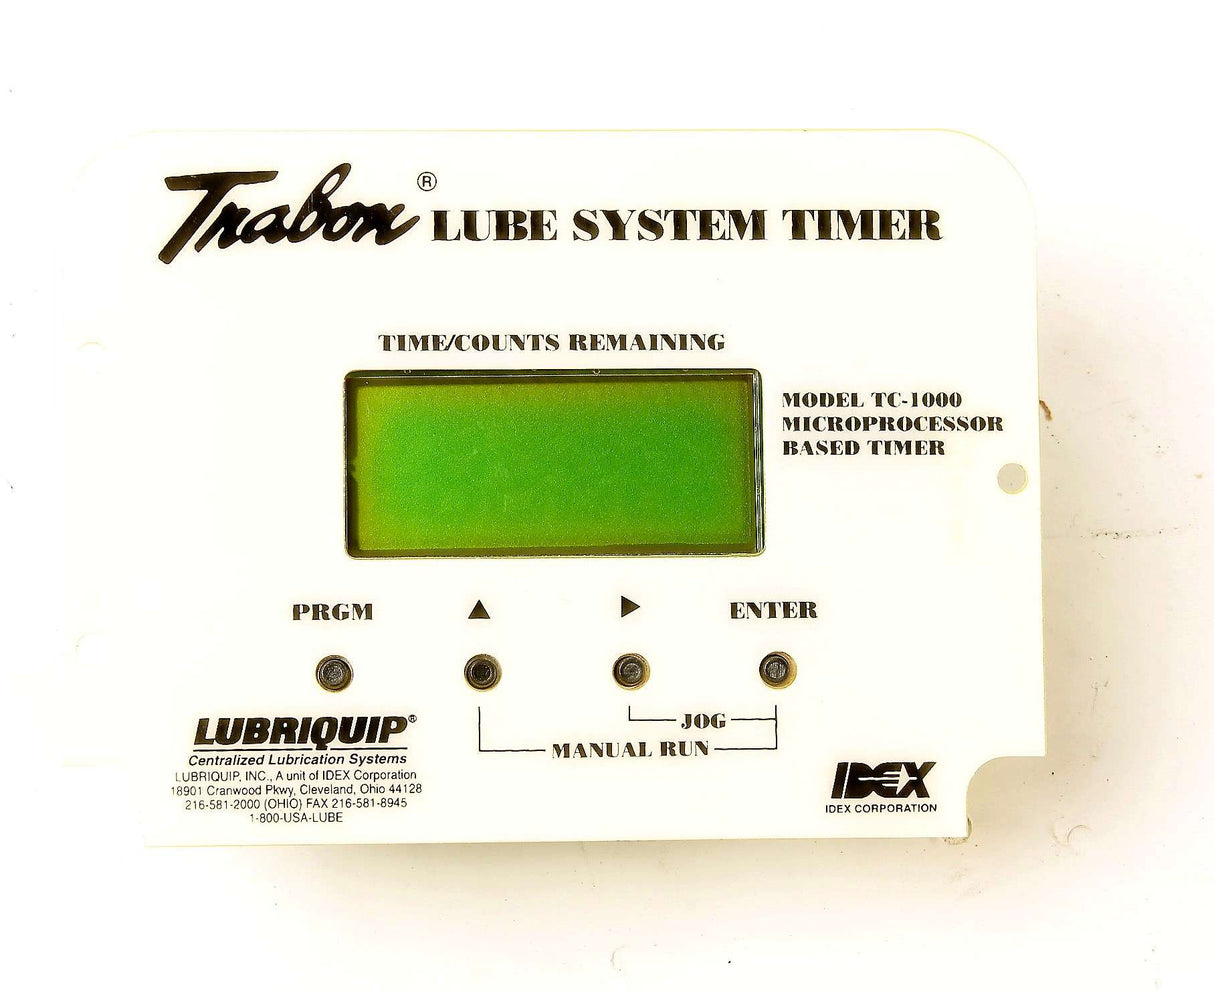 Trabon® LUBE SYSTEM TIMER
TIME/COUNTS REMAINING
MODEL TC-1000
MICROPROCESSOR
BASED TIMER
PRGM ▲ ▶ ENTER
JOG
MANUAL RUN
LUBRIQUIP®
Centralized Lubrication Systems
LUBRIQUIP, INC., A unit of IDEX Corporation
18901 Cranwood Pkwy, Cleveland, Ohio 44128
216-581-2000 (OHIO) FAX 216-581-8945
1-800-USA-LUBE
IDEX
IDEX CORPORATION